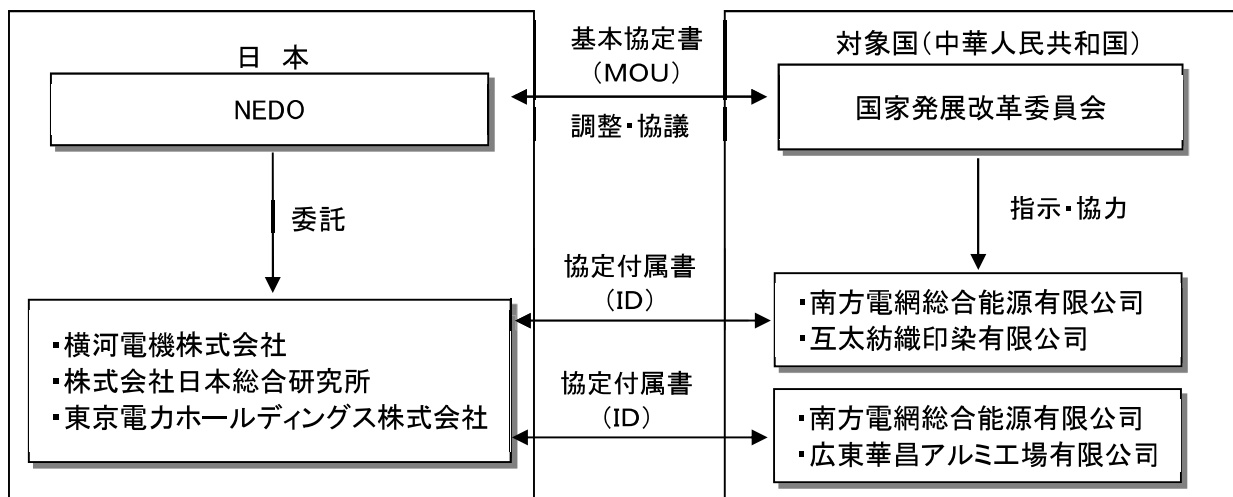 日 本
NEDO
委託
・横河電機株式会社
・株式会社日本総合研究所
・東京電力ホールディングス株式会社
基本協定書
(MOU)
調整・協議
協定付属書
(ID)
協定付属書
(ID)
対象国(中華人民共和国)
国家発展改革委員会
指示・協力
・南方電網総合能源有限公司
・互太紡織印染有限公司
・南方電網総合能源有限公司
・広東華昌アルミ工場有限公司